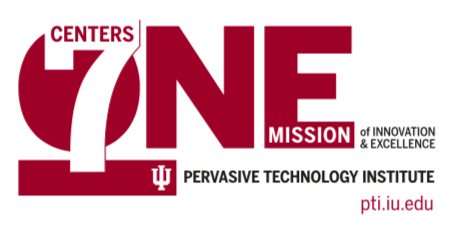 CENTERS
7 ONE
MISSION of INNOVATION
& EXCELLENCE
PERVASIVE TECHNOLOGY INSTITUTE
pti.iu.edu